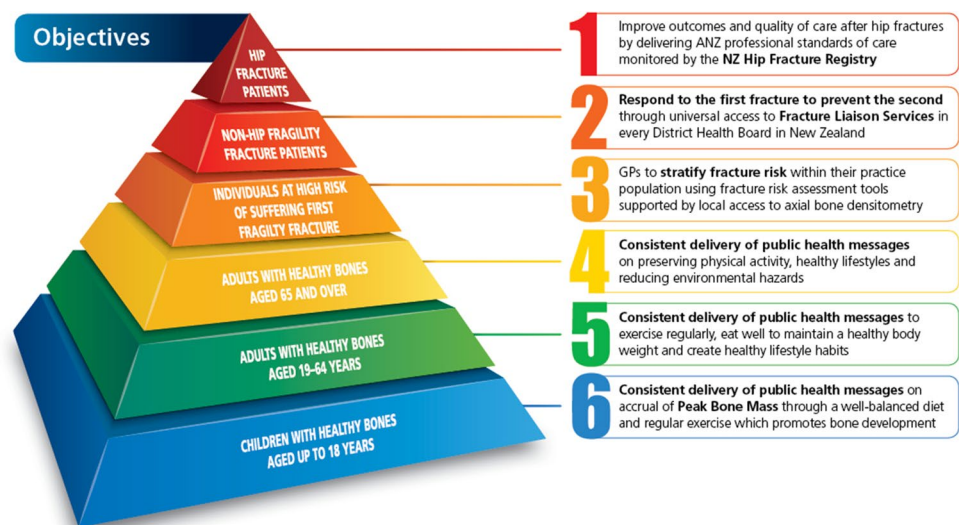 Objectives
HIP
FRACTURE
PATIENTS
NON-HIP FRAGILITY
FRACTURE PATIENTS
INDIVIDUALS AT HIGH RISK
OF SUFFERING FIRST
FRAGILTY FRACTURE
ADULTS WITH HEALTHY BONES
AGED 65 AND OVER
ADULTS WITH HEALTHY BONES
AGED 19–64 YEARS
CHILDREN WITH HEALTHY BONES
AGED UP TO 18 YEARS
1
Improve outcomes and quality of care after hip fractures
by delivering ANZ professional standards of care
monitored by the NZ Hip Fracture Registry
2
Respond to the first fracture to prevent the second
through universal access to Fracture Liaison Services in
every District Health Board in New Zealand
3
GPs to stratify fracture risk within their practice
population using fracture risk assessment tools
supported by local access to axial bone densitometry
4
Consistent delivery of public health messages
on preserving physical activity, healthy lifestyles and
reducing environmental hazards
5
Consistent delivery of public health messages to
exercise regularly, eat well to maintain a healthy body
weight and create healthy lifestyle habits
6
Consistent delivery of public health messages on
accrual of Peak Bone Mass through a well-balanced diet
and regular exercise which promotes bone development